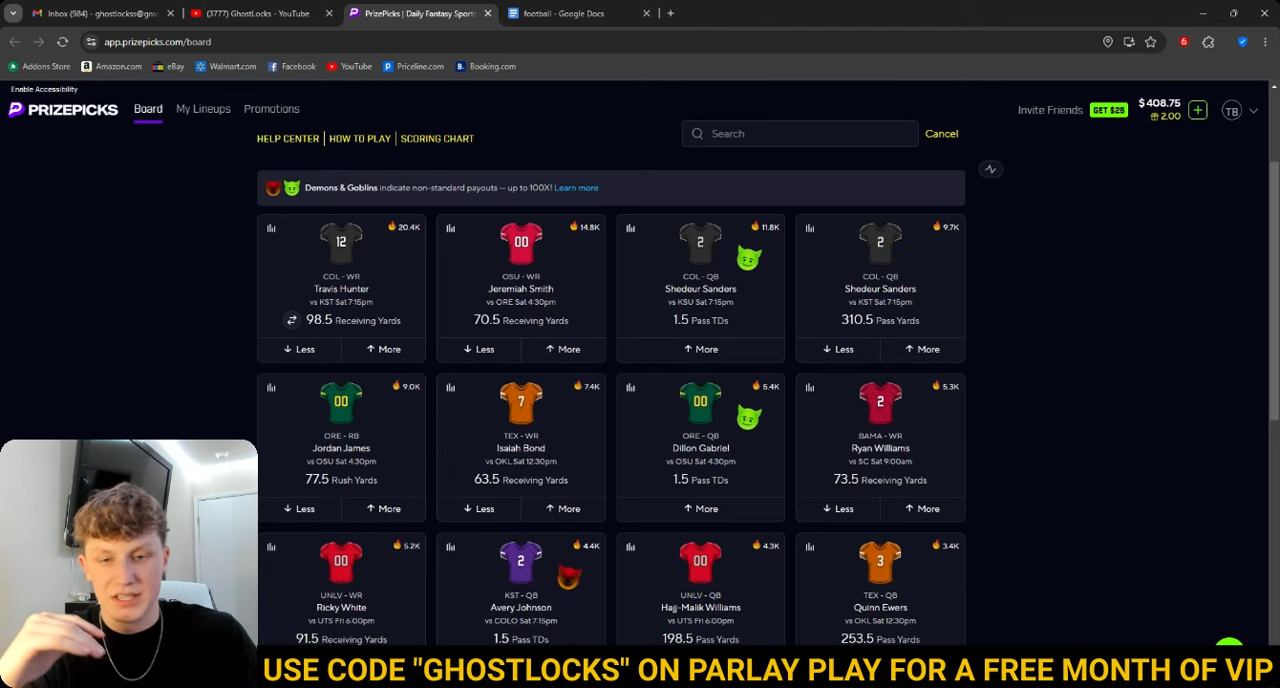 Inbox (984) - ghostlockss@gm
(3777) GhostLocks - YouTube
PrizePicks | Daily Fantasy Sports
football - Google Docs
app.prizepicks.com/board
6
Addons Store
Amazon.com
eBay
Walmart.com
Facebook
YouTube
Priceline.com
Booking.com
Enable Accessibility
PRIZEPICKS
Board
My Lineups
Promotions
Invite Friends
GET $25
$408.75
2.00
TB
HELP CENTER | HOW TO PLAY | SCORING CHART
Search
Cancel
Demons & Goblins indicate non-standard payouts — up to 100X! Learn more
20.4K
12
COL - WR
Travis Hunter
vs KST Sat 7:15pm
98.5 Receiving Yards
Less
More
14.8K
00
OSU - WR
Jeremiah Smith
vs ORE Sat 4:30pm
70.5 Receiving Yards
Less
More
11.8K
2
COL - QB
Shedeur Sanders
vs KSU Sat 7:15pm
1.5 Pass TDs
More
9.7K
2
COL - QB
Shedeur Sanders
vs KST Sat 7:15pm
310.5 Pass Yards
Less
More
9.0K
00
ORE - RB
Jordan James
vs OSU Sat 4:30pm
77.5 Rush Yards
Less
More
7.4K
7
TEX - WR
Isaiah Bond
vs OKL Sat 12:30pm
63.5 Receiving Yards
Less
More
5.4K
00
ORE - QB
Dillon Gabriel
vs OSU Sat 4:30pm
1.5 Pass TDs
More
5.3K
2
BAMA - WR
Ryan Williams
vs SC Sat 9:00am
73.5 Receiving Yards
Less
More
5.2K
00
UNLV - WR
Ricky White
vs UTS Fri 6:00pm
91.5 Receiving Yards
4.4K
2
KST - QB
Avery Johnson
vs COLO Sat 7:15pm
1.5 Pass TDs
4.3K
00
UNLV - QB
Hajj-Malik Williams
vs UTS Fri 6:00pm
198.5 Pass Yards
3.4K
3
TEX - QB
Quinn Ewers
vs OKL Sat 12:30pm
253.5 Pass Yards
USE CODE "GHOSTLOCKS" ON PARLAY PLAY FOR A FREE MONTH OF VIP